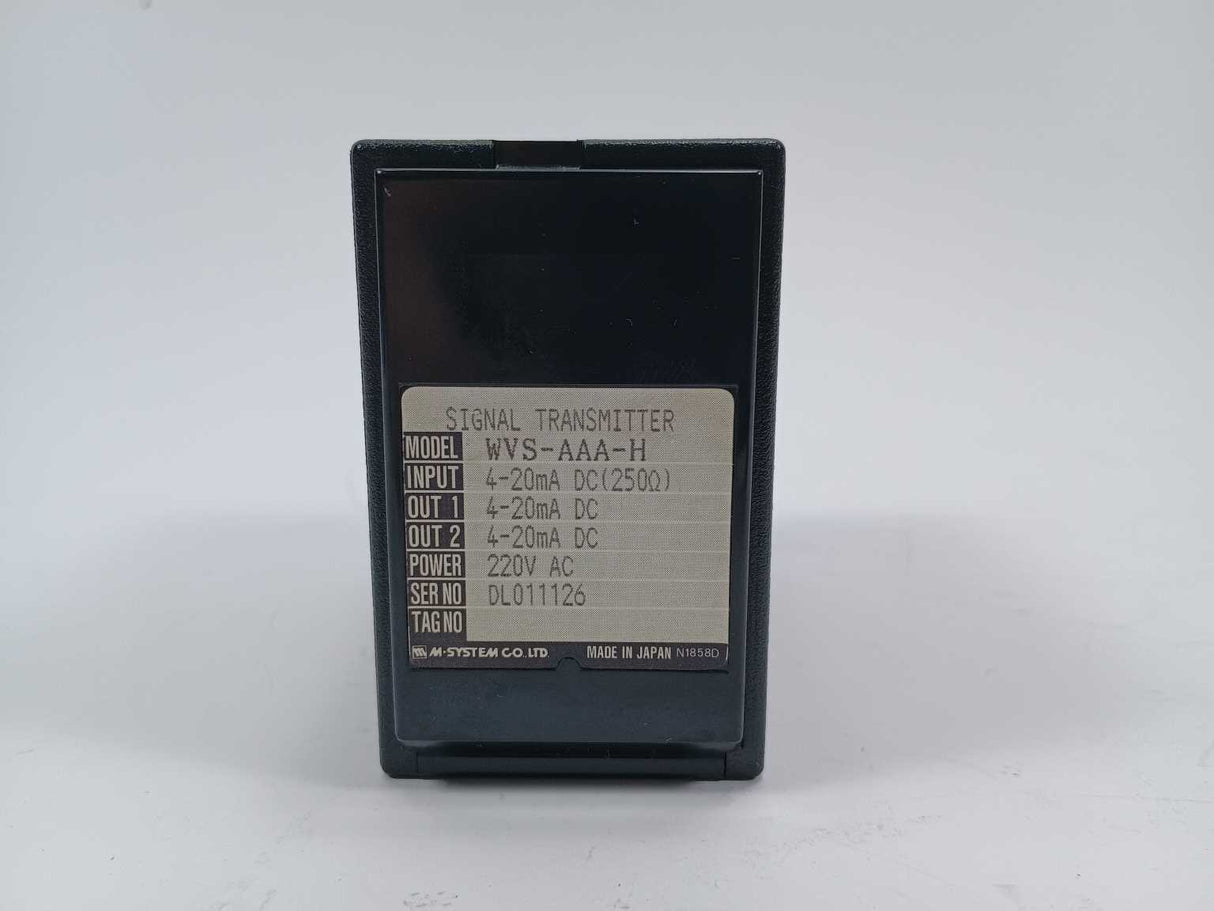 SIGNAL TRANSMITTER
MODEL WVS-AAA-H
INPUT 4-20mA DC(250Ω)
OUT 1 4-20mA DC
OUT 2 4-20mA DC
POWER 220V AC
SER NO DL011126
TAG NO
M-SYSTEM CO.,LTD. MADE IN JAPAN N1858D